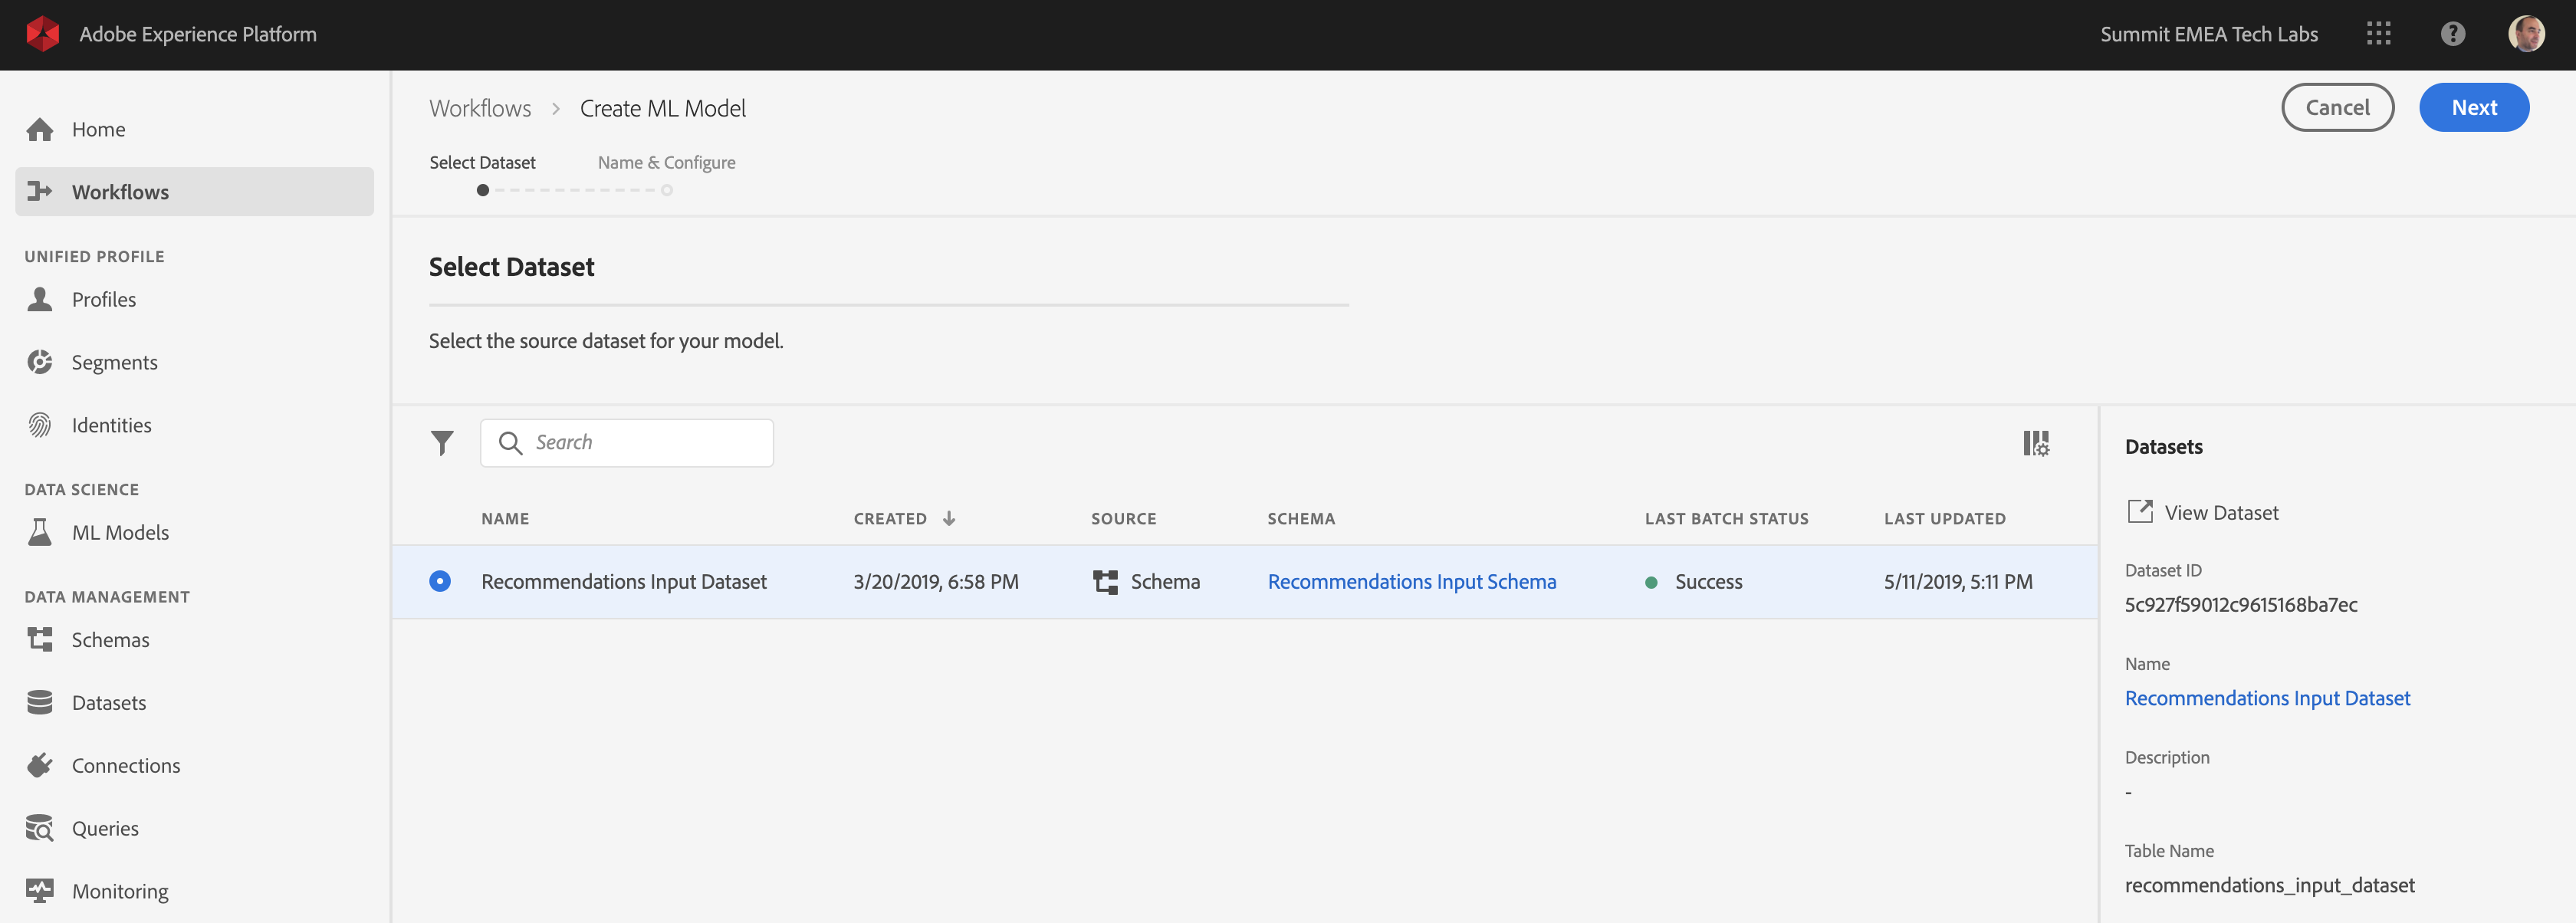 Adobe Experience Platform
Summit EMEA Tech Labs
?
Home
Workflows
UNIFIED PROFILE
Profiles
Segments
Identities
DATA SCIENCE
ML Models
DATA MANAGEMENT
Schemas
Datasets
Connections
Queries
Monitoring
Workflows > Create ML Model
Cancel
Next
Select Dataset Name & Configure
Select Dataset
Select the source dataset for your model.
Search
NAME CREATED ↓ SOURCE SCHEMA LAST BATCH STATUS LAST UPDATED
Recommendations Input Dataset 3/20/2019, 6:58 PM Schema Recommendations Input Schema Success 5/11/2019, 5:11 PM
Datasets
View Dataset
Dataset ID
5c927f59012c9615168ba7ec
Name
Recommendations Input Dataset
Description
-
Table Name
recommendations_input_dataset